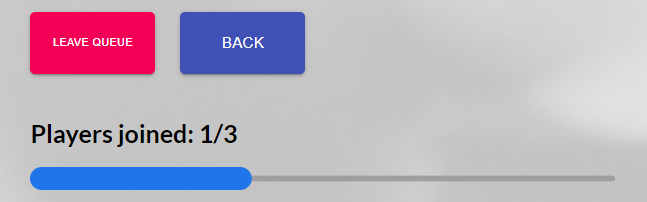 LEAVE QUEUE
BACK
Players joined: 1/3